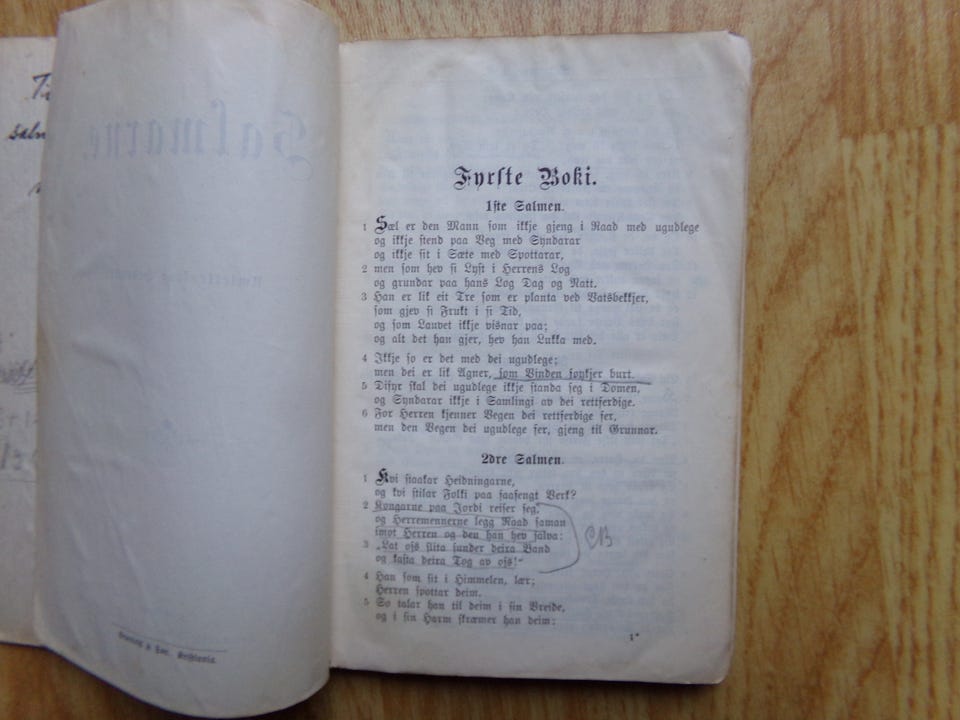 Salmarne.
Kristiania.
Fyrste Boki.
1ste Salmen.
1 Sæl er den Mann som ikkje gjeng i Raad med ugudlege
og ikkje stend paa Veg med Syndarar
og ikkje sit i Sæte med Spottarar,
2 men som hev si Lyst i Herrens Log
og grundar paa hans Log Dag og Natt.
3 Han er lik eit Tre som er planta ved Vatsbekkjer,
som gjev si Frukt i si Tid,
og som Lauvet ikkje visnar paa;
og alt det han gjer, hev han Lukka med.
4 Ikkje so er det med dei ugudlege;
men dei er lik Agner, som Vinden føykjer burt.
5 Difyr skal dei ugudlege ikkje standa seg i Domen,
og Syndarar ikkje i Samlingi av dei rettferdige.
6 For Herren kjenner Vegen dei rettferdige fer,
men den Vegen dei ugudlege fer, gjeng til Grunnar.
2dre Salmen.
1 Kvi staakar Heidningarne,
og kvi stilar Folki paa faafengt Verk?
2 Kongarne paa Jordi reiser seg,
og Herremennerne legg Raad saman
imot Herren og den han hev salva:
3 „Lat oss slita sunder deira Band
og kasta deira Tog av oss!“
CB
4 Han som sit i Himmelen, lær;
Herren spottar deim.
5 So talar han til deim i sin Vreide,
og i sin Harm skræmer han deim:
1*